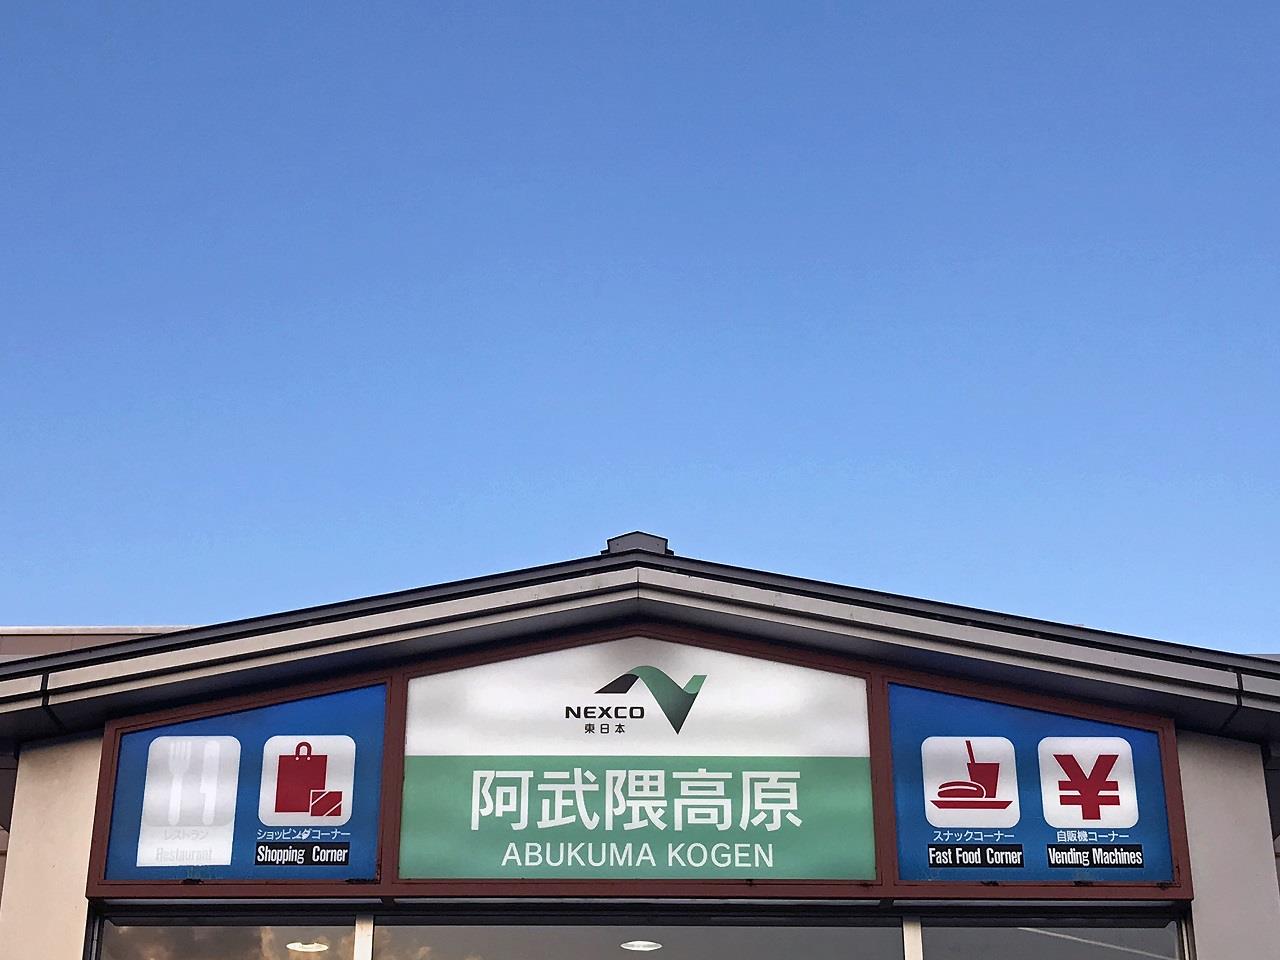 NEXCO
東日本
阿武隈高原
ABUKUMA KOGEN
レストラン
Restaurant
ショッピングコーナー
Shopping Corner
スナックコーナー
Fast Food Corner
自販機コーナー
Vending Machines